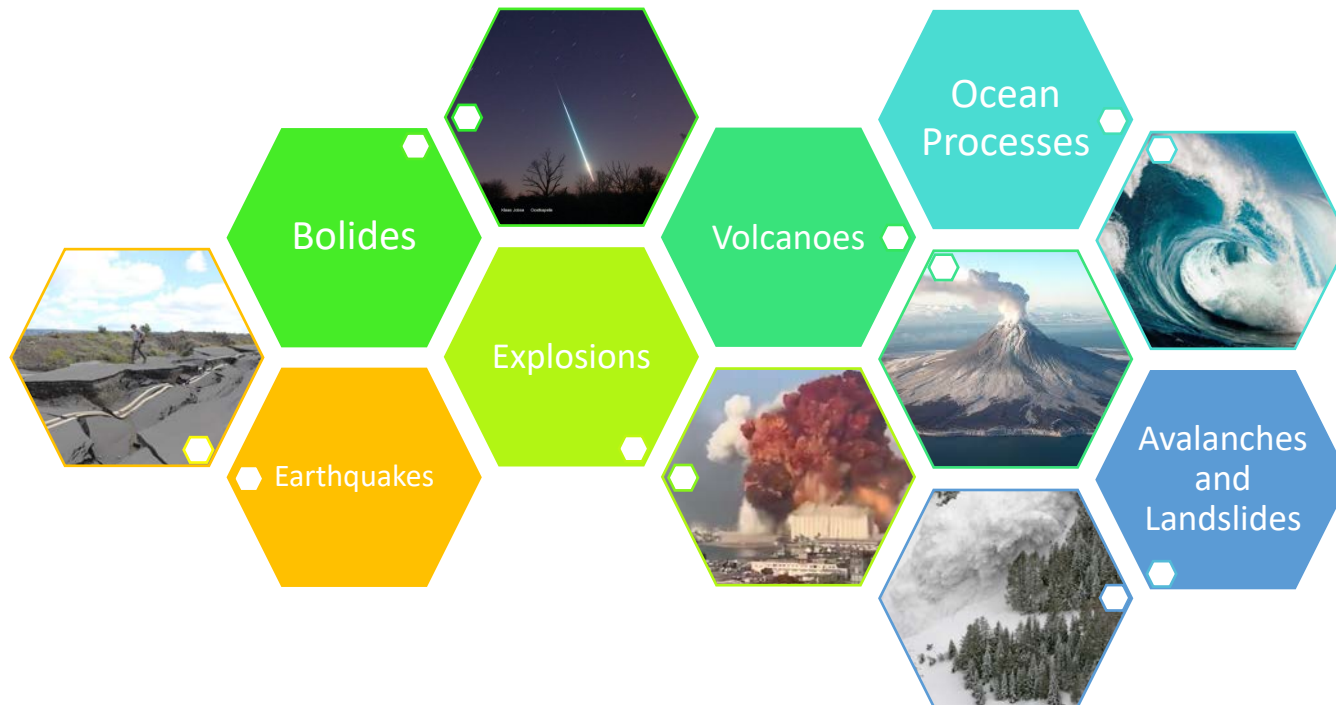 Ocean
Processes
Bolides
Volcanoes
Explosions
Earthquakes
Avalanches
and
Landslides